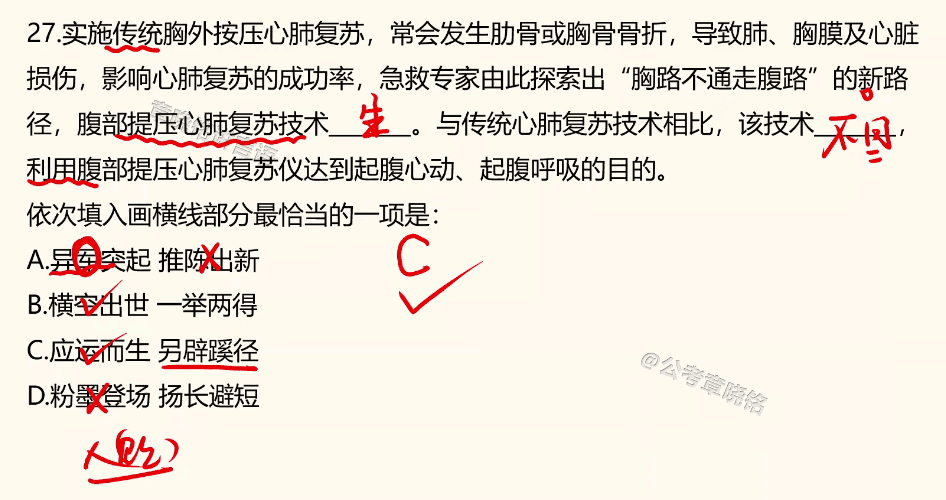 27.实施传统胸外按压心肺复苏，常会发生肋骨或胸骨骨折，导致肺、胸膜及心脏
损伤，影响心肺复苏的成功率，急救专家由此探索出“胸路不通走腹路”的新路
径，腹部提压心肺复苏技术_______。与传统心肺复苏技术相比，该技术_______，
生
不同
利用腹部提压心肺复苏仪达到起腹心动、起腹呼吸的目的。
依次填入画横线部分最恰当的一项是：
A.异军突起 推陈出新
C
B.横空出世 一举两得
C.应运而生 另辟蹊径
D.粉墨登场 扬长避短
@公考章晓铭